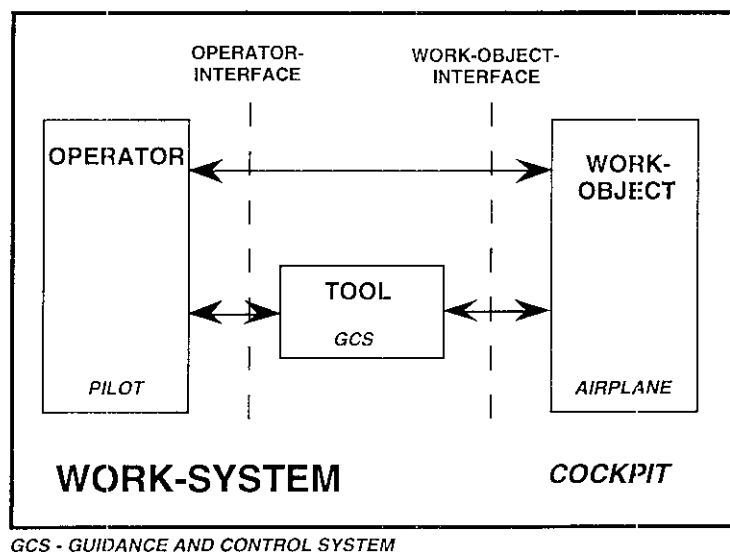 OPERATOR-
INTERFACE
WORK-OBJECT-
INTERFACE
OPERATOR
WORK-
OBJECT
TOOL
GCS
PILOT
AIRPLANE
WORK-SYSTEM
COCKPIT
GCS - GUIDANCE AND CONTROL SYSTEM